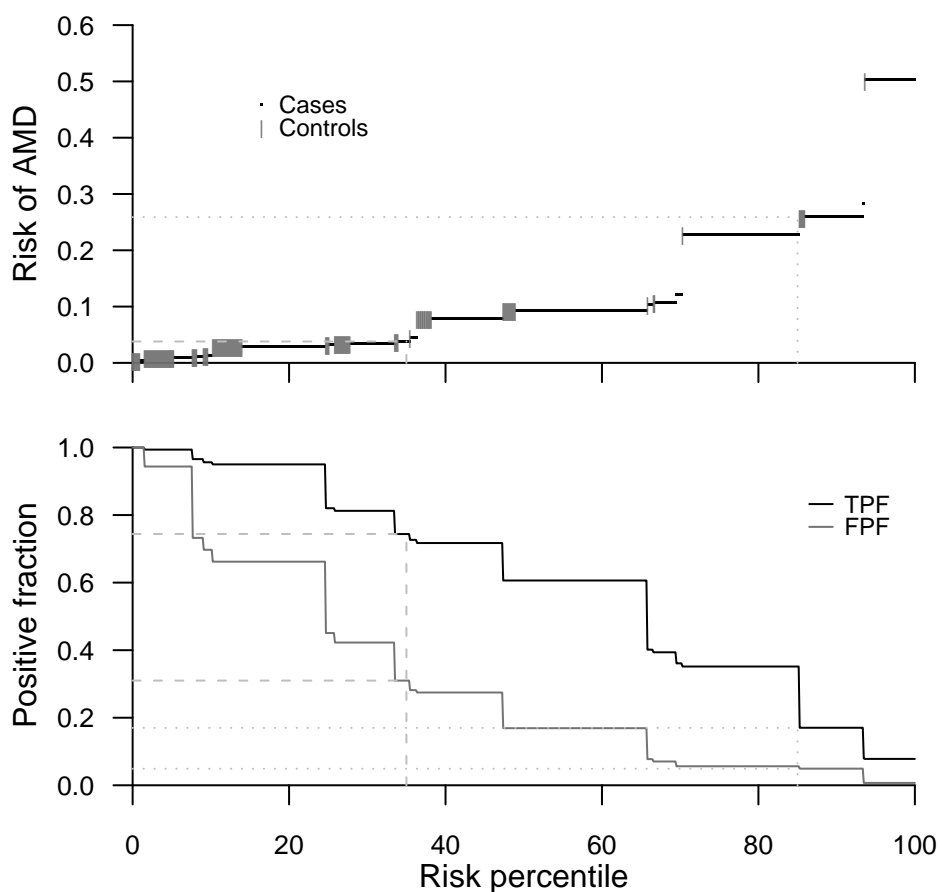 0.6
0.5
0.4
0.3
0.2
0.1
0.0
Risk of AMD
Cases
Controls
1.0
0.8
0.6
0.4
0.2
0.0
Positive fraction
TPF
FPF
0 20 40 60 80 100
Risk percentile